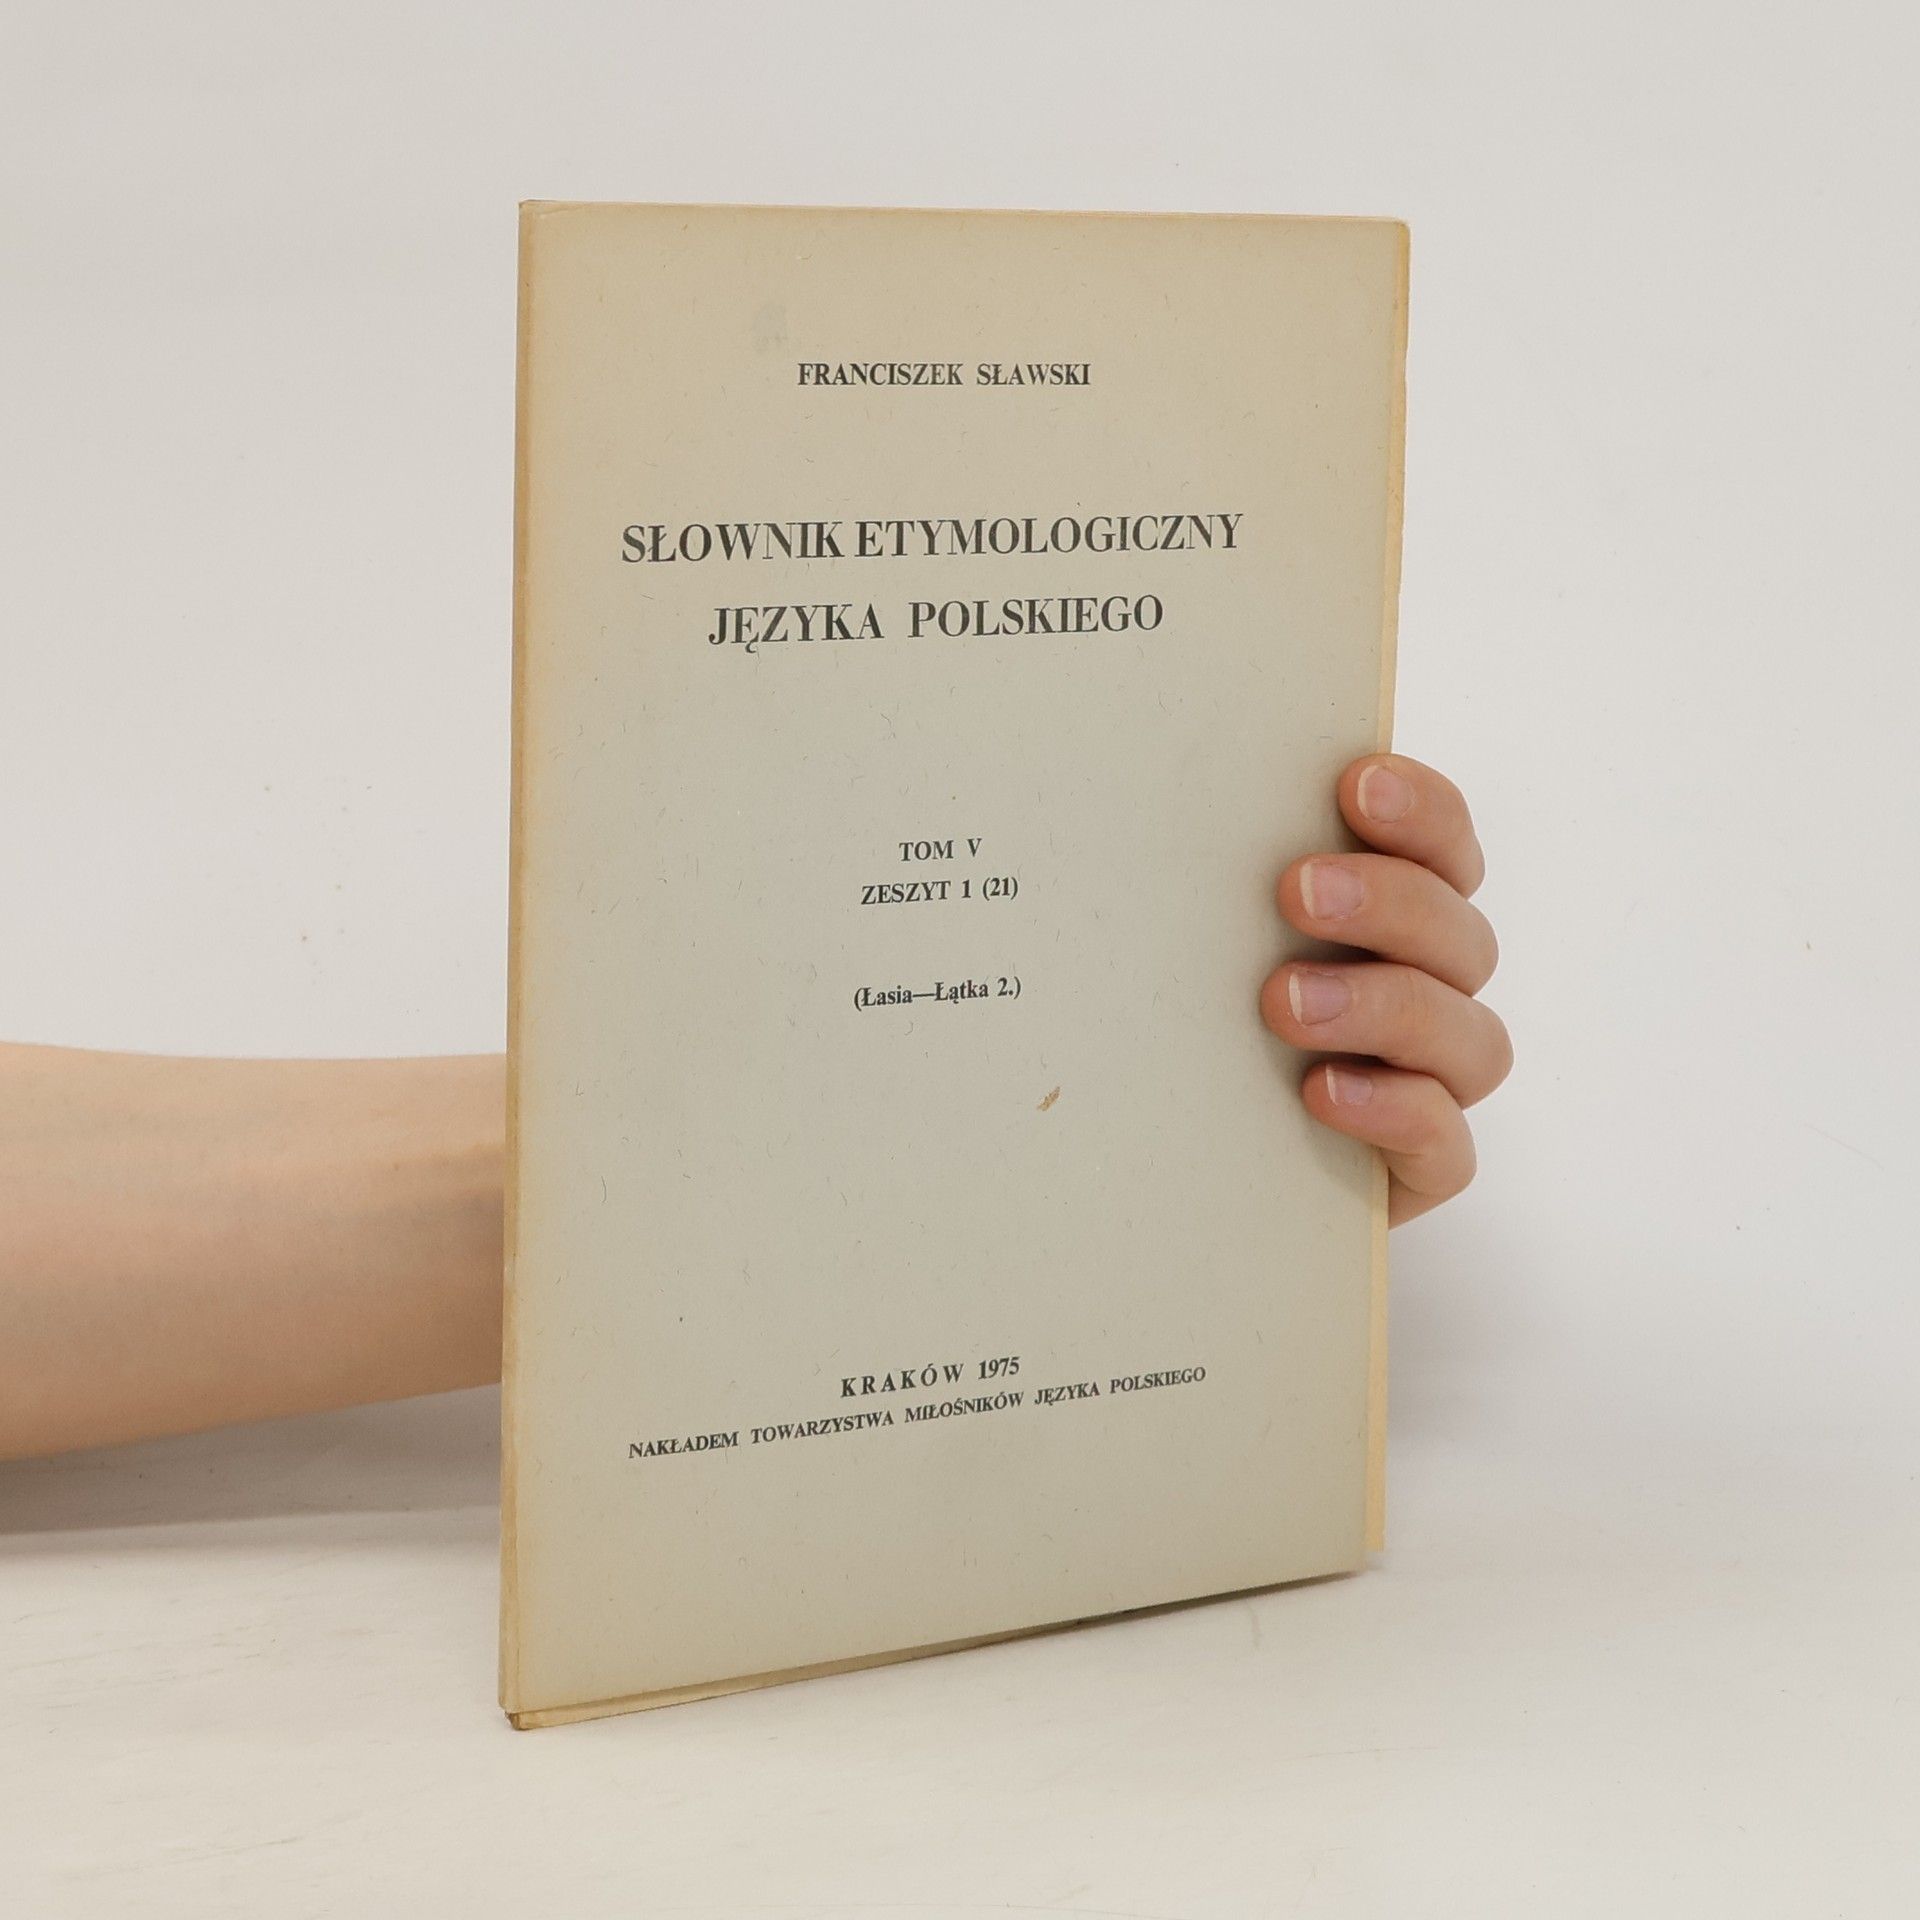 FRANCISZEK SŁAWSKI
SŁOWNIK ETYMOLOGICZNY
JĘZYKA POLSKIEGO
TOM V
ZESZYT 1 (21)
(Łasia—Łątka 2.)
KRAKÓW 1975
NAKŁADEM TOWARZYSTWA MIŁOŚNIKÓW JĘZYKA POLSKIEGO